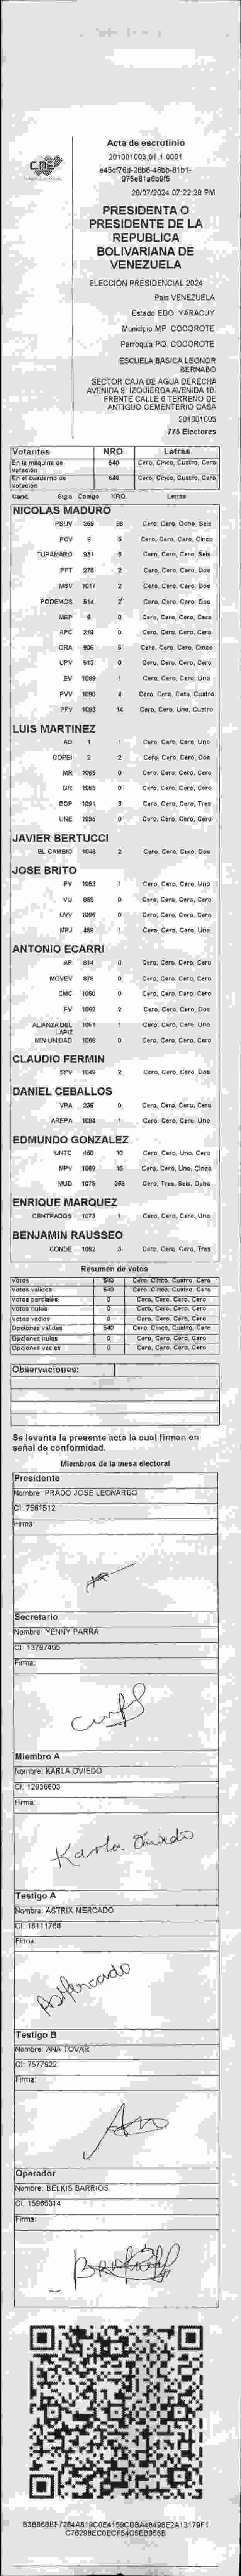 CNE
Acta de escrutinio
201001003.01.1.0001
28/07/2024 07:22:28 PM
PRESIDENTA O
PRESIDENTE DE LA
REPUBLICA
BOLIVARIANA DE
VENEZUELA
ELECCIÓN PRESIDENCIAL 2024
País VENEZUELA
Estado EDO. YARACUY
Municipio MP. COCOROTE
Parroquia PQ. COCOROTE
ESCUELA BASICA LEONOR
BERNABO
SECTOR CAJA DE AGUA DERECHA
AVENIDA 9. IZQUIERDA AVENIDA 10.
FRENTE CALLE 6 TERRENO DE
ANTIGUO CEMENTERIO CASA
201001003
775 Electores
Votantes NRO. Letras
En la máquina de votación 540 Cero, Cinco, Cuatro, Cero
En el cuaderno de votación 540 Cero, Cinco, Cuatro, Cero
Cand. Sigla Codigo NRO. Letras
NICOLAS MADURO
PSUV 268 86 Cero, Cero, Ocho, Seis
PCV 9 5 Cero, Cero, Cero, Cinco
TUPAMARO 931 6 Cero, Cero, Cero, Seis
PPT 276 2 Cero, Cero, Cero, Dos
MSV 1017 2 Cero, Cero, Cero, Dos
PODEMOS 514 2 Cero, Cero, Cero, Dos
MEP 6 0 Cero, Cero, Cero, Cero
APC 219 0 Cero, Cero, Cero, Cero
ORA 906 5 Cero, Cero, Cero, Cinco
UPV 513 0 Cero, Cero, Cero, Cero
EV 1089 1 Cero, Cero, Cero, Uno
PVV 1090 4 Cero, Cero, Cero, Cuatro
PFV 1093 14 Cero, Cero, Uno, Cuatro
LUIS MARTINEZ
AD 1 1 Cero, Cero, Cero, Uno
COPEI 2 2 Cero, Cero, Cero, Dos
MR 1065 0 Cero, Cero, Cero, Cero
BR 1088 0 Cero, Cero, Cero, Cero
DDP 1091 3 Cero, Cero, Cero, Tres
UNE 1095 0 Cero, Cero, Cero, Cero
JAVIER BERTUCCI
EL CAMBIO 1048 2 Cero, Cero, Cero, Dos
JOSE BRITO
PV 1053 1 Cero, Cero, Cero, Uno
VU 989 0 Cero, Cero, Cero, Cero
UVV 1096 0 Cero, Cero, Cero, Cero
MPJ 458 1 Cero, Cero, Cero, Uno
ANTONIO ECARRI
AP 814 0 Cero, Cero, Cero, Cero
MOVEV 878 0 Cero, Cero, Cero, Cero
CMC 1050 0 Cero, Cero, Cero, Cero
FV 1062 2 Cero, Cero, Cero, Dos
ALIANZA DEL LAPIZ 1061 1 Cero, Cero, Cero, Uno
MIN UNIDAD 1068 0 Cero, Cero, Cero, Cero
CLAUDIO FERMIN
SPV 1049 2 Cero, Cero, Cero, Dos
DANIEL CEBALLOS
VPA 236 0 Cero, Cero, Cero, Cero
AREPA 1084 1 Cero, Cero, Cero, Uno
EDMUNDO GONZALEZ
UNTC 460 10 Cero, Cero, Uno, Cero
MPV 1069 15 Cero, Cero, Uno, Cinco
MUD 1075 368 Cero, Tres, Seis, Ocho
ENRIQUE MARQUEZ
CENTRADOS 1073 1 Cero, Cero, Cero, Uno
BENJAMIN RAUSSEO
CONDE 1092 3 Cero, Cero, Cero, Tres
Resumen de votos
Votos 540 Cero, Cinco, Cuatro, Cero
Votos validos 540 Cero, Cinco, Cuatro, Cero
Votos parciales 0 Cero, Cero, Cero, Cero
Votos nulos 0 Cero, Cero, Cero, Cero
Votos vacios 0 Cero, Cero, Cero, Cero
Opciones validas 540 Cero, Cinco, Cuatro, Cero
Opciones nulas 0 Cero, Cero, Cero, Cero
Opciones vacias 0 Cero, Cero, Cero, Cero
Observaciones:
Se levanta la presente acta la cual firman en
señal de conformidad.
Miembros de la mesa electoral
Presidente
Nombre: PRADO JOSE LEONARDO
CI: 7561512
Firma:
Secretario
Nombre: YENNY PARRA
CI: 13797405
Firma:
Miembro A
Nombre: KARLA OVIEDO
CI: 12936603
Firma:
Karla Oviedo
Testigo A
Nombre: ASTRIX MERCADO
CI: 16111768
Firma:
AsMercado
Testigo B
Nombre: ANA TOVAR
CI: 7577922
Firma:
Operador
Nombre: BELKIS BARRIOS
CI: 15965314
Firma: